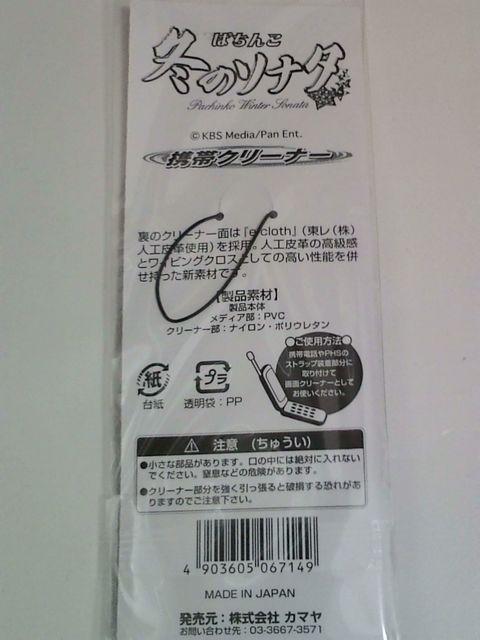 ぱちんこ
冬のソナタ
Pachinko Winter Sonata
©KBS Media/Pan Ent.
携帯クリーナー
裏のクリーナー面は『e-cloth』(東レ(株)
人工皮革使用)を採用。人工皮革の高級感
とワイピングクロスとしての高い性能を併
せ持った新素材です。
【製品素材】
製品本体
メディア部:PVC
クリーナー部:ナイロン・ポリウレタン
●ご使用方法●
携帯電話やPHSの
ストラップ装着部分に
取り付けて
画面クリーナーとして
お使いください。
紙
台紙
プラ
透明袋:PP
⚠ 注意 (ちゅうい)
●小さな部品があります。口の中には絶対に入れない
でください。窒息などの危険があります。
●クリーナー部分を強く引っ張ると破損する恐れがあ
りますのでご注意下さい。
4 903605 067149
MADE IN JAPAN
発売元:株式会社 カマヤ
お問い合わせ先:03-3667-3571